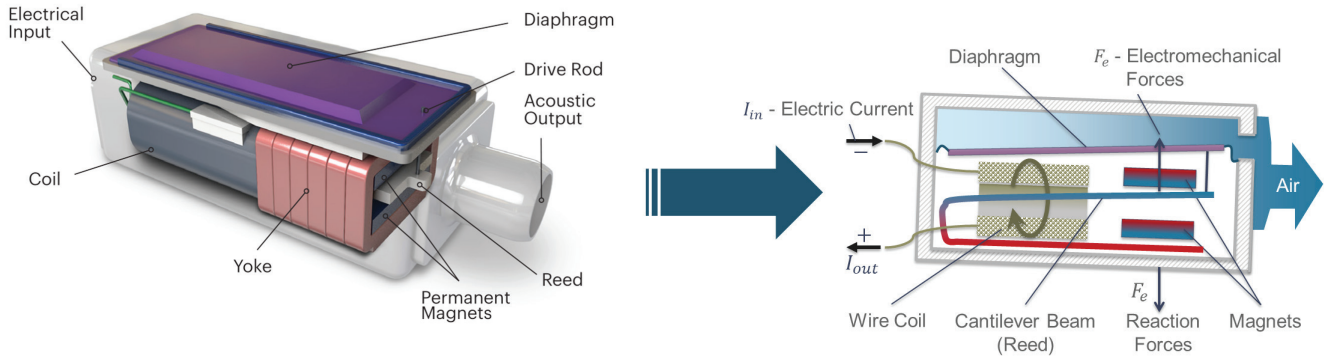 Electrical
Input
Diaphragm
Drive Rod
Acoustic
Output
Coil
Yoke
Permanent
Magnets
Reed
Diaphragm
F_e - Electromechanical
Forces
I_in - Electric Current
−
Air
+
I_out
F_e
Wire Coil
Cantilever Beam
(Reed)
Reaction
Forces
Magnets